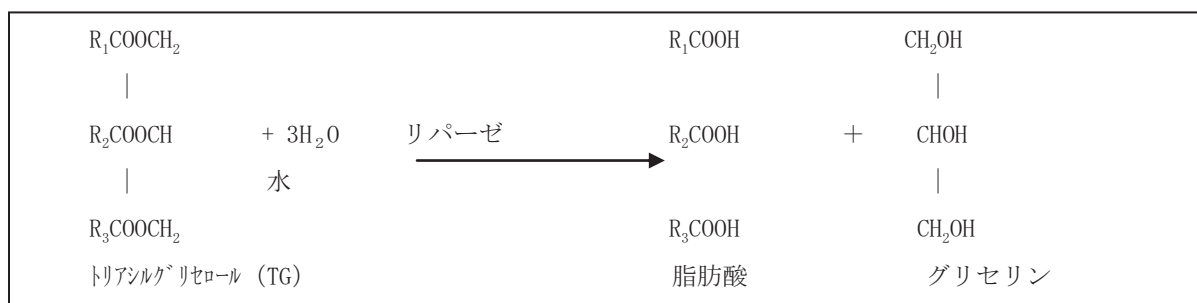 R₁COOCH₂ R₁COOH CH₂OH
| |
R₂COOCH + 3H₂O リパーゼ R₂COOH ＋ CHOH
| 水 |
R₃COOCH₂ R₃COOH CH₂OH
ﾄﾘｱｼﾙｸﾞﾘｾﾛｰﾙ (TG) 脂肪酸 グリセリン